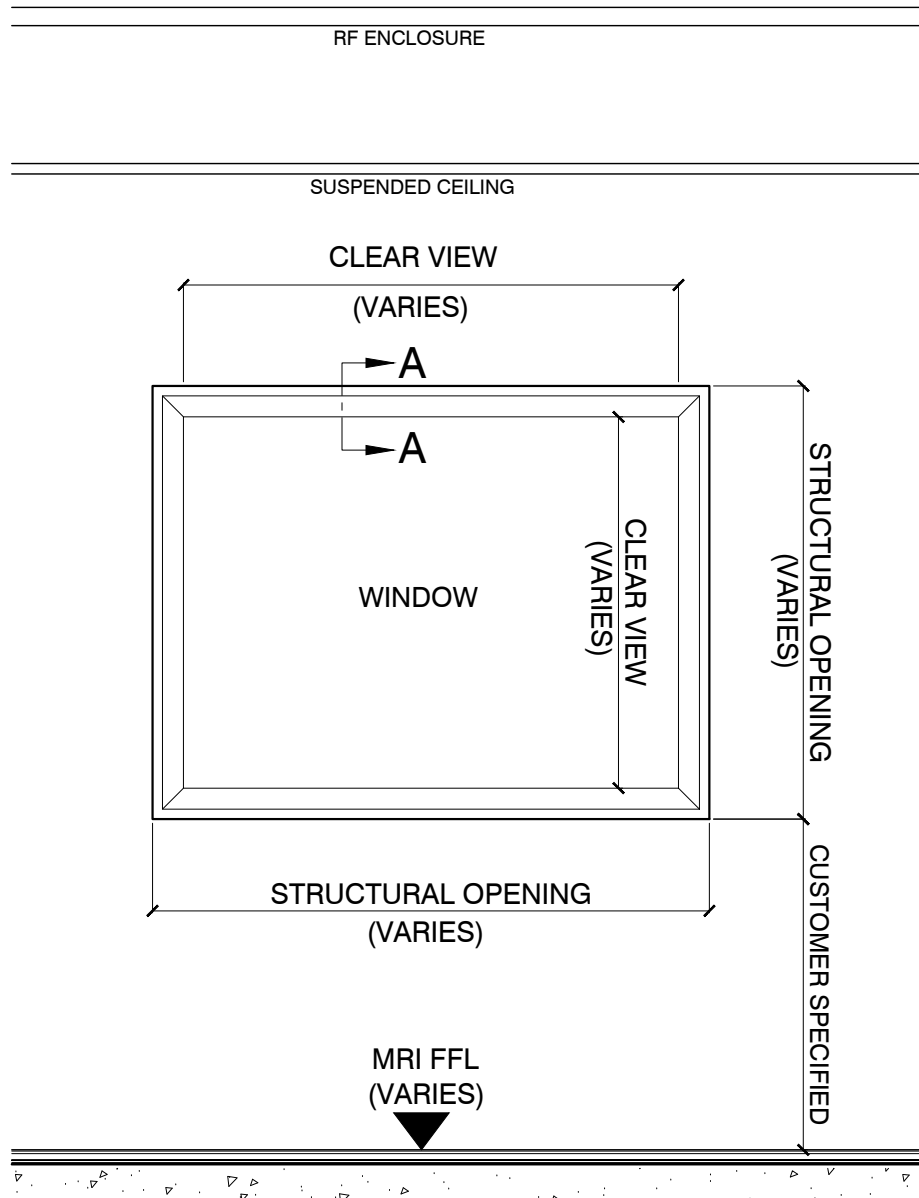 RF ENCLOSURE
SUSPENDED CEILING
CLEAR VIEW
(VARIES)
A
A
STRUCTURAL OPENING
(VARIES)
CLEAR VIEW
(VARIES)
WINDOW
STRUCTURAL OPENING
(VARIES)
CUSTOMER SPECIFIED
MRI FFL
(VARIES)